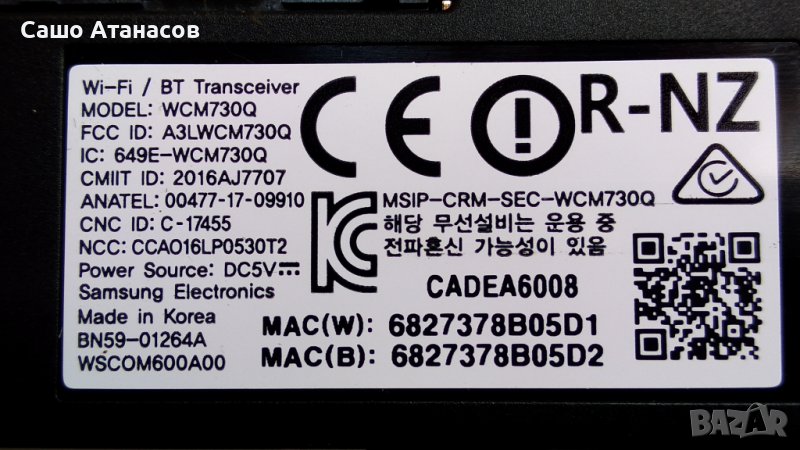 Сашо Атанасов
Wi-Fi / BT Transceiver
MODEL: WCM730Q
FCC ID: A3LWCM730Q
IC: 649E-WCM730Q
CMIIT ID: 2016AJ7707
ANATEL: 00477-17-09910
CNC ID: C-17455
NCC: CCAO16LP0530T2
Power Source: DC5V⎓
Samsung Electronics
Made in Korea
BN59-01264A
WSCOM600A00
CE
R-NZ
KC
MSIP-CRM-SEC-WCM730Q
해당 무선설비는 운용 중
전파혼신 가능성이 있음
CADEA6008
MAC(W): 6827378B05D1
MAC(B): 6827378B05D2
BAZAR